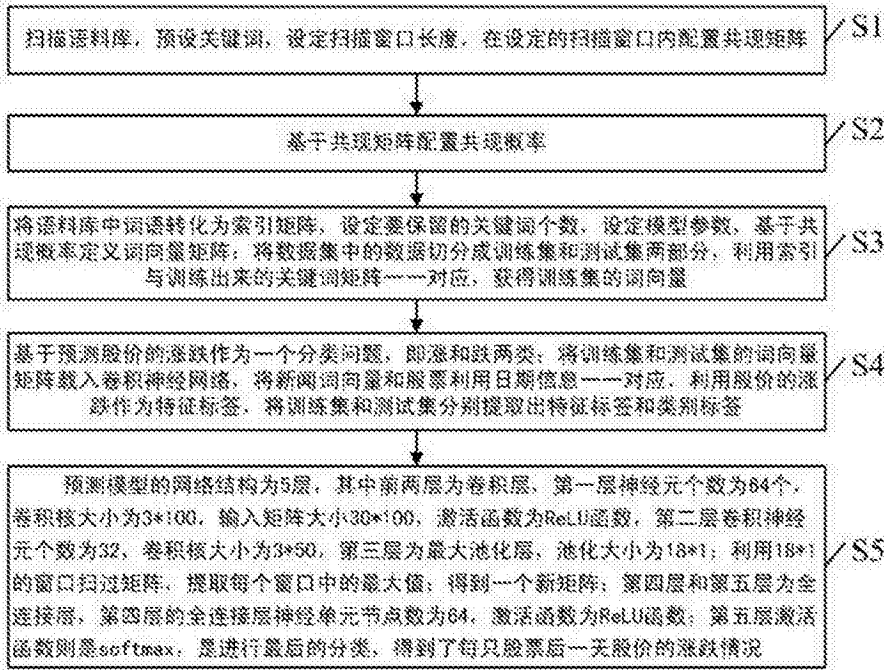 扫描语料库，预设关键词，设定扫描窗口长度，在设定的扫描窗口内配置共现矩阵
S1
基于共现矩阵配置共现概率
S2
将语料库中词语转化为索引矩阵，设定要保留的关键词个数，设定模型参数，基于共
现概率定义词向量矩阵；将数据集中的数据切分成训练集和测试集两部分，利用索引
与训练出来的关键词矩阵一一对应，获得训练集的词向量
S3
基于预测股价的涨跌作为一个分类问题，即涨和跌两类；将训练集和测试集的词向量
矩阵载入卷积神经网络，将新闻词向量和股票利用日期信息一一对应，利用股价的涨
跌作为特征标签，将训练集和测试集分别提取出特征标签和类别标签
S4
预测模型的网络结构为5层，其中前两层为卷积层，第一层神经元个数为64个，
卷积核大小为3*100，输入矩阵大小30*100，激活函数为ReLU函数，第二层卷积神经
元个数为32，卷积核大小为3*50，第三层为最大池化层，池化大小为18*1；利用18*1
的窗口扫过矩阵，提取每个窗口中的最大值；得到一个新矩阵；第四层和第五层为全
连接层，第四层的全连接层神经单元节点数为64，激活函数为ReLU函数；第五层激活
函数则是softmax，是进行最后的分类，得到了每只股票后一天股价的涨跌情况
S5